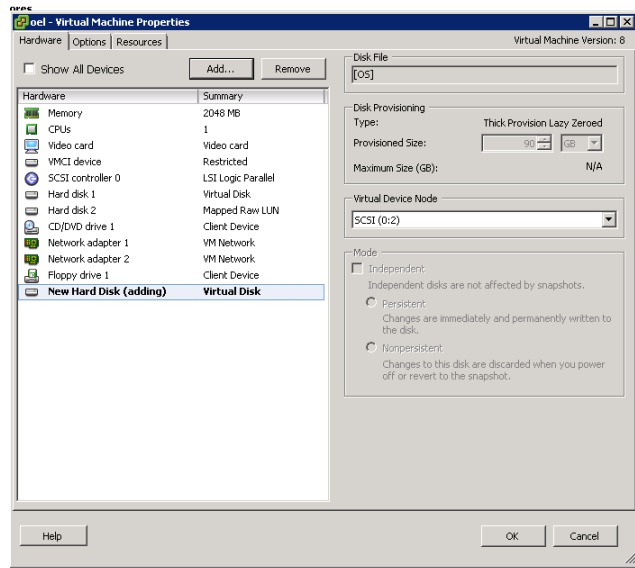 ores
oel - Virtual Machine Properties
Hardware Options Resources
Virtual Machine Version: 8
Show All Devices
Add...
Remove
Hardware Summary
Memory 2048 MB
CPUs 1
Video card Video card
VMCI device Restricted
SCSI controller 0 LSI Logic Parallel
Hard disk 1 Virtual Disk
Hard disk 2 Mapped Raw LUN
CD/DVD drive 1 Client Device
Network adapter 1 VM Network
Network adapter 2 VM Network
Floppy drive 1 Client Device
New Hard Disk (adding) Virtual Disk
Disk File
[OS]
Disk Provisioning
Type: Thick Provision Lazy Zeroed
Provisioned Size: 90 GB
Maximum Size (GB): N/A
Virtual Device Node
SCSI (0:2)
Mode
Independent
Independent disks are not affected by snapshots.
Persistent
Changes are immediately and permanently written to
the disk.
Nonpersistent
Changes to this disk are discarded when you power
off or revert to the snapshot.
Help
OK
Cancel